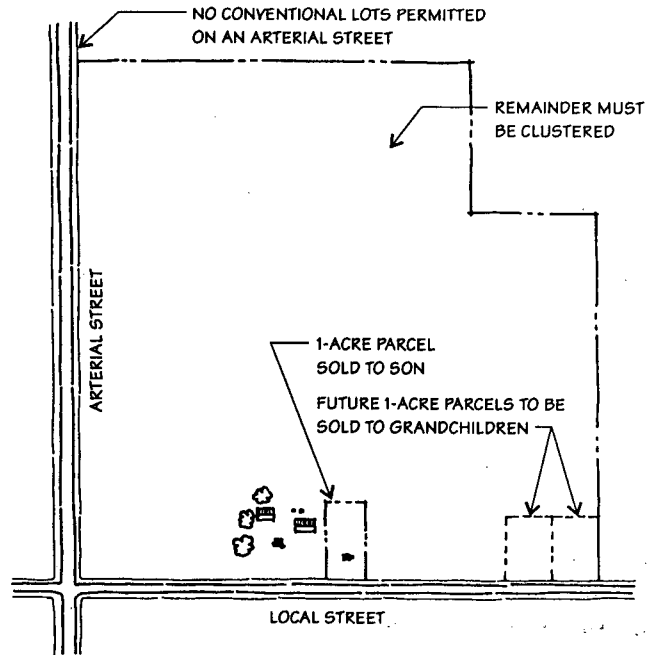 NO CONVENTIONAL LOTS PERMITTED
ON AN ARTERIAL STREET
REMAINDER MUST
BE CLUSTERED
ARTERIAL STREET
1-ACRE PARCEL
SOLD TO SON
FUTURE 1-ACRE PARCELS TO BE
SOLD TO GRANDCHILDREN
LOCAL STREET